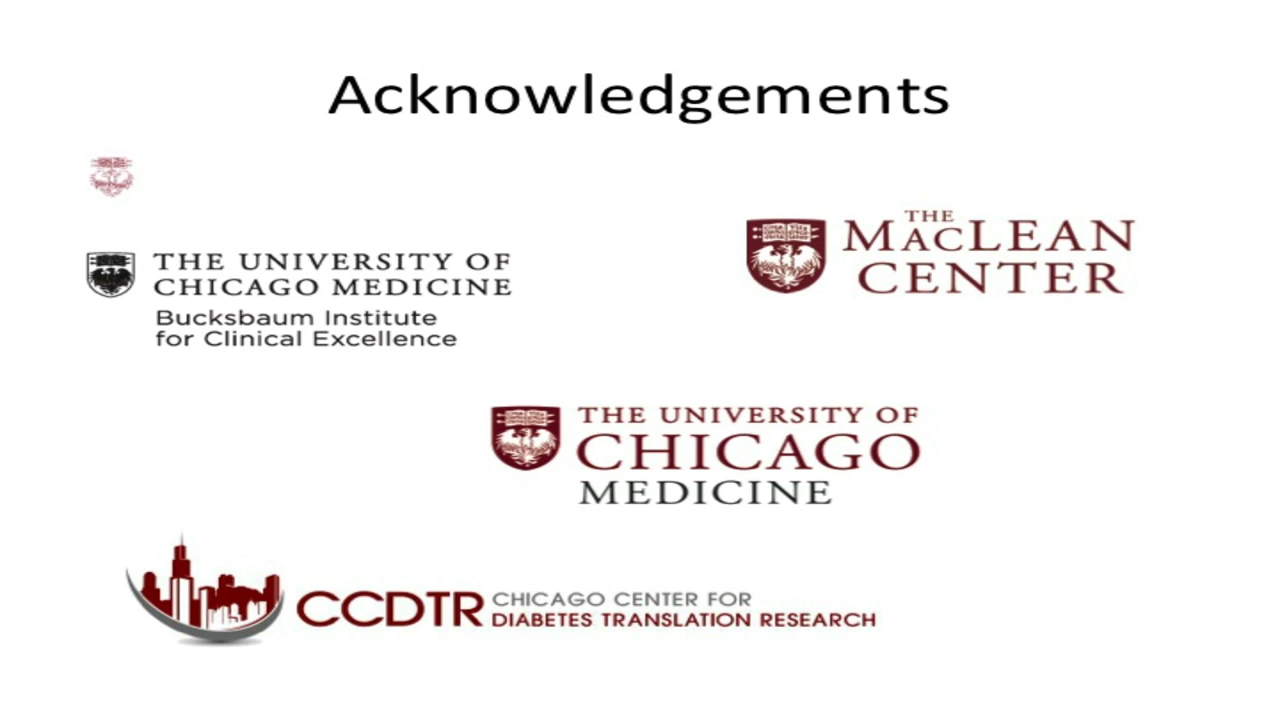 Acknowledgements
THE UNIVERSITY OF
CHICAGO MEDICINE
Bucksbaum Institute
for Clinical Excellence
THE
MACLEAN
CENTER
THE UNIVERSITY OF
CHICAGO
MEDICINE
CCDTR CHICAGO CENTER FOR
DIABETES TRANSLATION RESEARCH